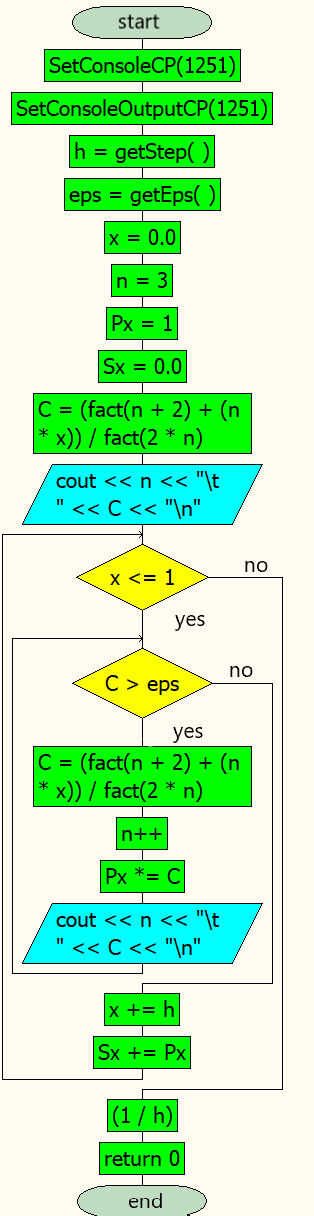 start
SetConsoleCP(1251)
SetConsoleOutputCP(1251)
h = getStep( )
eps = getEps( )
x = 0.0
n = 3
Px = 1
Sx = 0.0
C = (fact(n + 2) + (n
* x)) / fact(2 * n)
cout << n << "\t
" << C << "\n"
x <= 1
no
yes
C > eps
no
yes
C = (fact(n + 2) + (n
* x)) / fact(2 * n)
n++
Px *= C
cout << n << "\t
" << C << "\n"
x += h
Sx += Px
(1 / h)
return 0
end